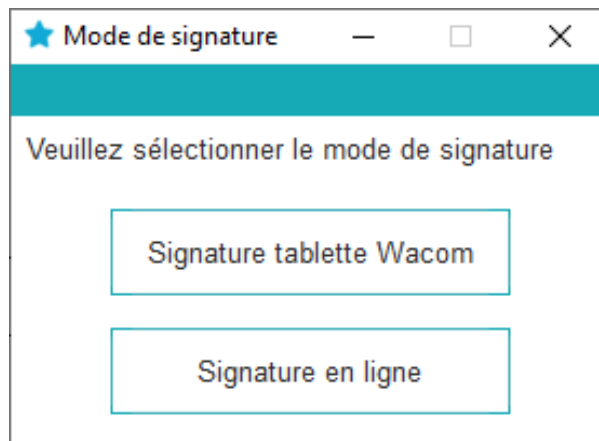 Mode de signature
Veuillez sélectionner le mode de signature
Signature tablette Wacom
Signature en ligne